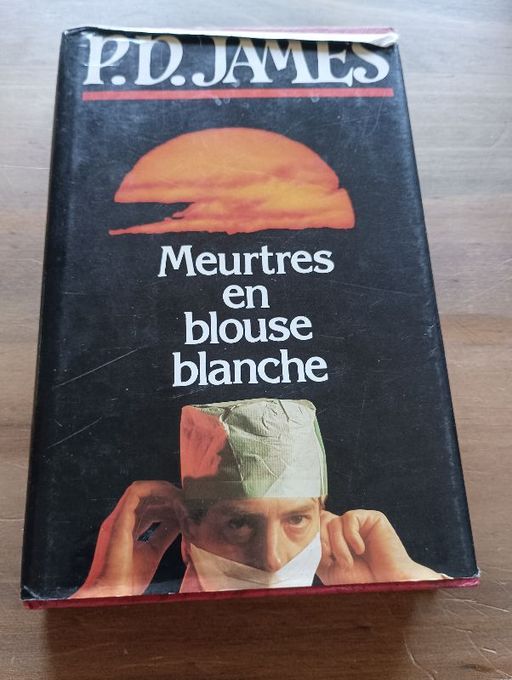 P.D. JAMES
Meurtres
en
blouse
blanche